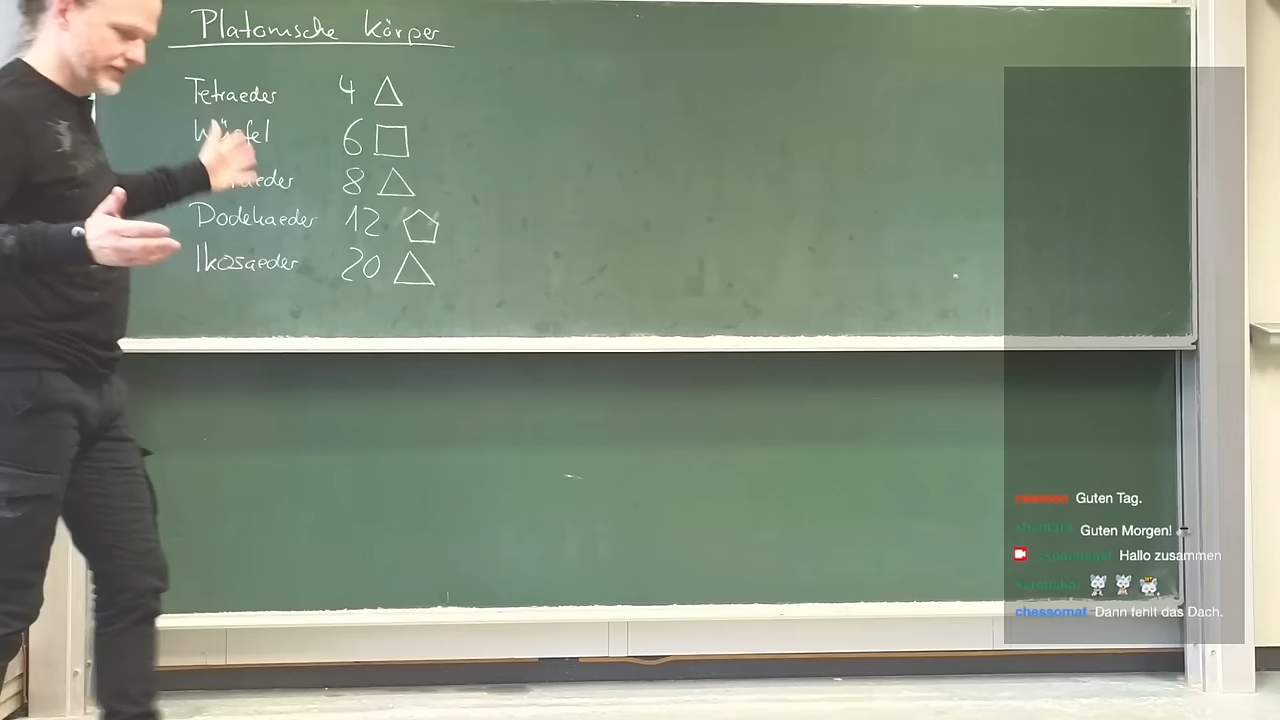 Platonische Körper
Tetraeder 4
Würfel 6
8
Dodekaeder 12
Ikosaeder 20
Guten Tag.
Guten Morgen!
Hallo zusammen
chessomat Dann fehlt das Dach.